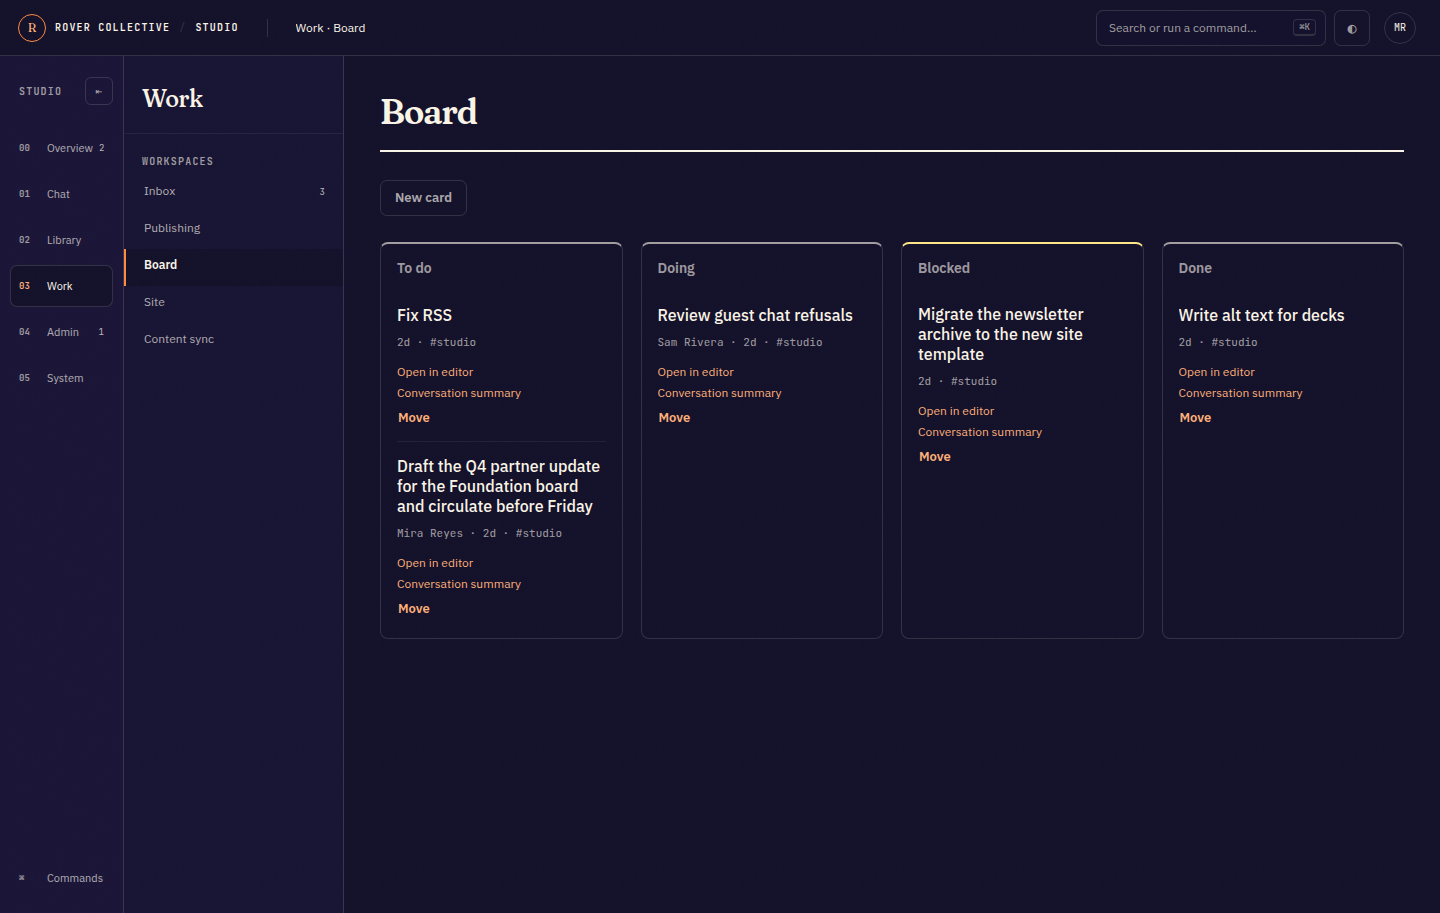 R ROVER COLLECTIVE / STUDIO
Work · Board
Search or run a command... ⌘K
◐
MR
STUDIO
⇤
00 Overview 2
01 Chat
02 Library
03 Work
04 Admin 1
05 System
⌘ Commands
Work
WORKSPACES
Inbox 3
Publishing
Board
Site
Content sync
Board
New card
To do
Fix RSS
2d · #studio
Open in editor
Conversation summary
Move
Draft the Q4 partner update
for the Foundation board
and circulate before Friday
Mira Reyes · 2d · #studio
Open in editor
Conversation summary
Move
Doing
Review guest chat refusals
Sam Rivera · 2d · #studio
Open in editor
Conversation summary
Move
Blocked
Migrate the newsletter
archive to the new site
template
2d · #studio
Open in editor
Conversation summary
Move
Done
Write alt text for decks
2d · #studio
Open in editor
Conversation summary
Move